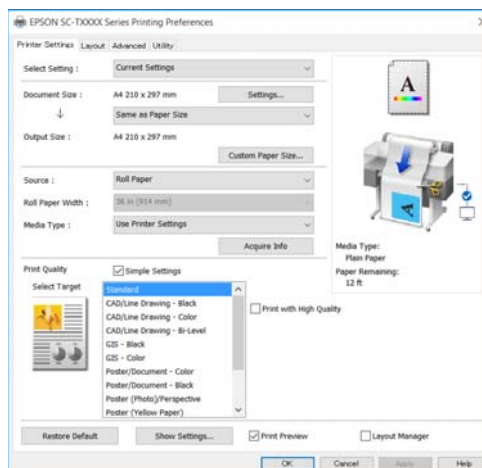 EPSON SC-TXXXX Series Printing Preferences
Printer Settings Layout Advanced Utility
Select Setting : Current Settings
Document Size : A4 210 x 297 mm Settings...
Same as Paper Size
Output Size : A4 210 x 297 mm
Custom Paper Size...
Source : Roll Paper
Roll Paper Width : 36 in (914 mm)
Media Type : Use Printer Settings
Acquire Info
A
A
Media Type:
Plain Paper
Paper Remaining:
12 ft
Print Quality Simple Settings
Select Target
Standard
CAD/Line Drawing - Black
CAD/Line Drawing - Color
CAD/Line Drawing - Bi-Level
GIS - Black
GIS - Color
Poster/Document - Color
Poster/Document - Black
Poster (Photo)/Perspective
Poster (Yellow Paper)
Print with High Quality
Restore Default Show Settings... Print Preview Layout Manager
OK Cancel Apply Help